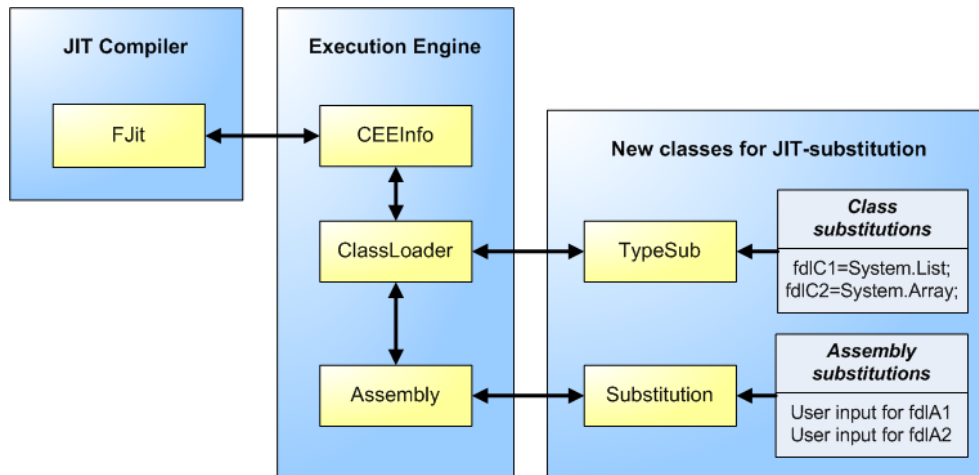 JIT Compiler
FJit
Execution Engine
CEEInfo
ClassLoader
Assembly
New classes for JIT-substitution
TypeSub
Class
substitutions
fdlC1=System.List;
fdlC2=System.Array;
Substitution
Assembly
substitutions
User input for fdlA1
User input for fdlA2